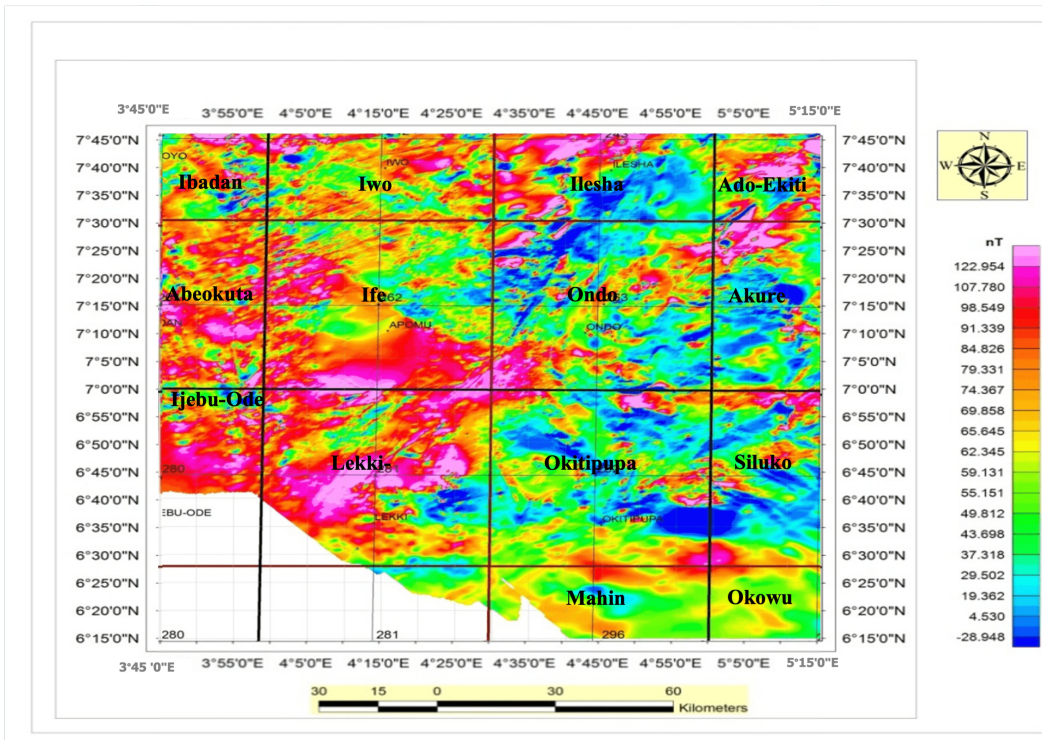 3°45'0"E 3°55'0"E 4°5'0"E 4°15'0"E 4°25'0"E 4°35'0"E 4°45'0"E 4°55'0"E 5°5'0"E 5°15'0"E
7°45'0"N 7°45'0"N
7°40'0"N OYO IWO ILESHA 7°40'0"N
7°35'0"N Ibadan Iwo Ilesha Ado-Ekiti 7°35'0"N
7°30'0"N 7°30'0"N
7°25'0"N 7°25'0"N
7°20'0"N 7°20'0"N
7°15'0"N Abeokuta Ife Ondo Akure 7°15'0"N
7°10'0"N APOMU ONDO 7°10'0"N
7°5'0"N 7°5'0"N
7°0'0"N 7°0'0"N
Ijebu-Ode
6°55'0"N 6°55'0"N
6°50'0"N 6°50'0"N
6°45'0"N 280 Lekki Okitipupa Siluko 6°45'0"N
6°40'0"N 6°40'0"N
6°35'0"N EBU-ODE LEKKI OKITIPUPA 6°35'0"N
6°30'0"N 6°30'0"N
6°25'0"N 6°25'0"N
6°20'0"N Mahin Okowu 6°20'0"N
6°15'0"N 280 281 296 6°15'0"N
3°45'0"E 3°55'0"E 4°5'0"E 4°15'0"E 4°25'0"E 4°35'0"E 4°45'0"E 4°55'0"E 5°5'0"E 5°15'0"E
30 15 0 30 60
Kilometers
N
W E
S
nT
122.954
107.780
98.549
91.339
84.826
79.331
74.367
69.858
65.645
62.345
59.131
55.151
49.812
43.698
37.318
29.502
19.362
4.530
-28.948